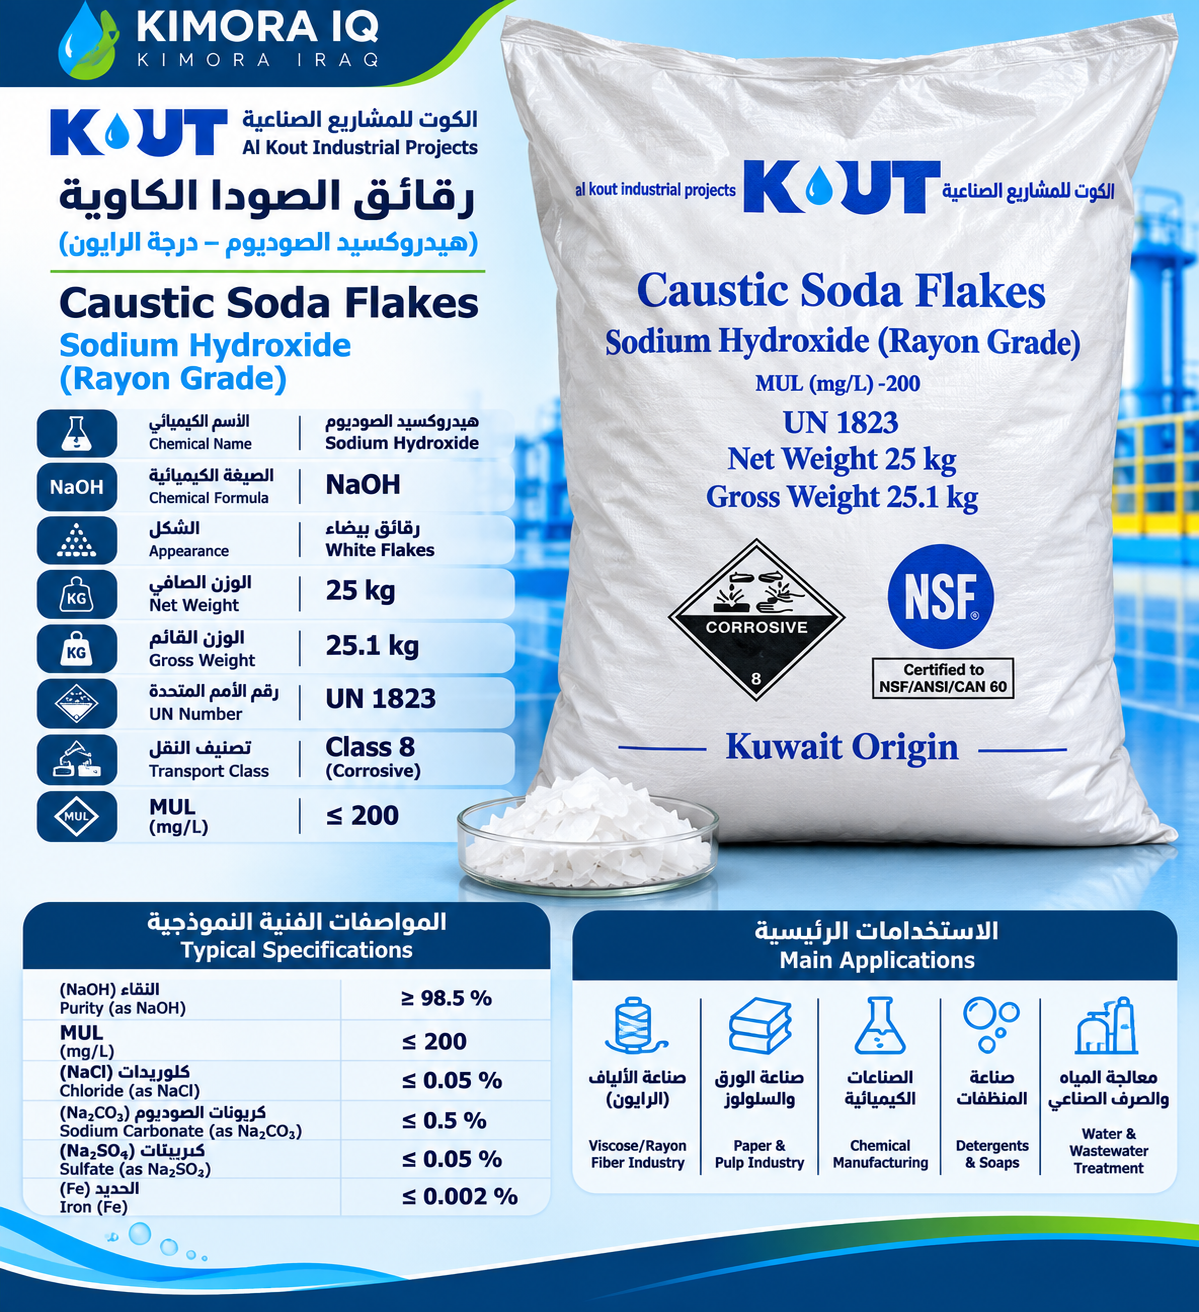 KIMORA IQ
KIMORA IRAQ
KOUT
الكوت للمشاريع الصناعية
Al Kout Industrial Projects
رقائق الصودا الكاوية
(هيدروكسيد الصوديوم – درجة الرايون)
Caustic Soda Flakes
Sodium Hydroxide
(Rayon Grade)
الأسم الكيميائي
Chemical Name
هيدروكسيد الصوديوم
Sodium Hydroxide
NaOH
الصيغة الكيميائية
Chemical Formula
NaOH
الشكل
Appearance
رقائق بيضاء
White Flakes
KG
الوزن الصافي
Net Weight
25 kg
KG
الوزن القائم
Gross Weight
25.1 kg
رقم الأمم المتحدة
UN Number
UN 1823
تصنيف النقل
Transport Class
Class 8
(Corrosive)
MUL
MUL
(mg/L)
≤ 200
al kout industrial projects KOUT الكوت للمشاريع الصناعية
Caustic Soda Flakes
Sodium Hydroxide (Rayon Grade)
MUL (mg/L) -200
UN 1823
Net Weight 25 kg
Gross Weight 25.1 kg
CORROSIVE
8
NSF®
Certified to
NSF/ANSI/CAN 60
Kuwait Origin
المواصفات الفنية النموذجية
Typical Specifications
النقاء (NaOH)
Purity (as NaOH)
≥ 98.5 %
MUL
(mg/L)
≤ 200
كلوريدات (NaCl)
Chloride (as NaCl)
≤ 0.05 %
كربونات الصوديوم (Na₂CO₃)
Sodium Carbonate (as Na₂CO₃)
≤ 0.5 %
كبريتات (Na₂SO₄)
Sulfate (as Na₂SO₄)
≤ 0.05 %
الحديد (Fe)
Iron (Fe)
≤ 0.002 %
الاستخدامات الرئيسية
Main Applications
صناعة الألياف
(الرايون)
Viscose/Rayon
Fiber Industry
صناعة الورق
والسلولوز
Paper &
Pulp Industry
الصناعات
الكيميائية
Chemical
Manufacturing
صناعة
المنظفات
Detergents
& Soaps
معالجة المياه
والصرف الصناعي
Water &
Wastewater
Treatment